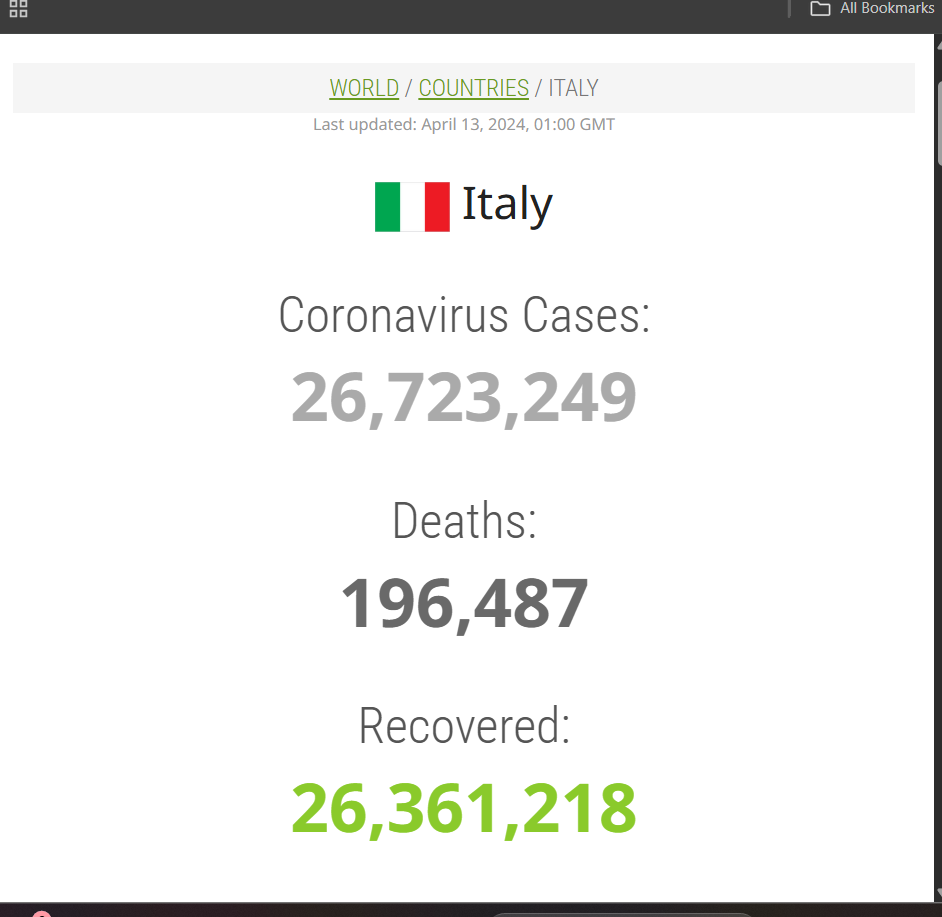 All Bookmarks
WORLD / COUNTRIES / ITALY
Last updated: April 13, 2024, 01:00 GMT
Italy
Coronavirus Cases:
26,723,249
Deaths:
196,487
Recovered:
26,361,218